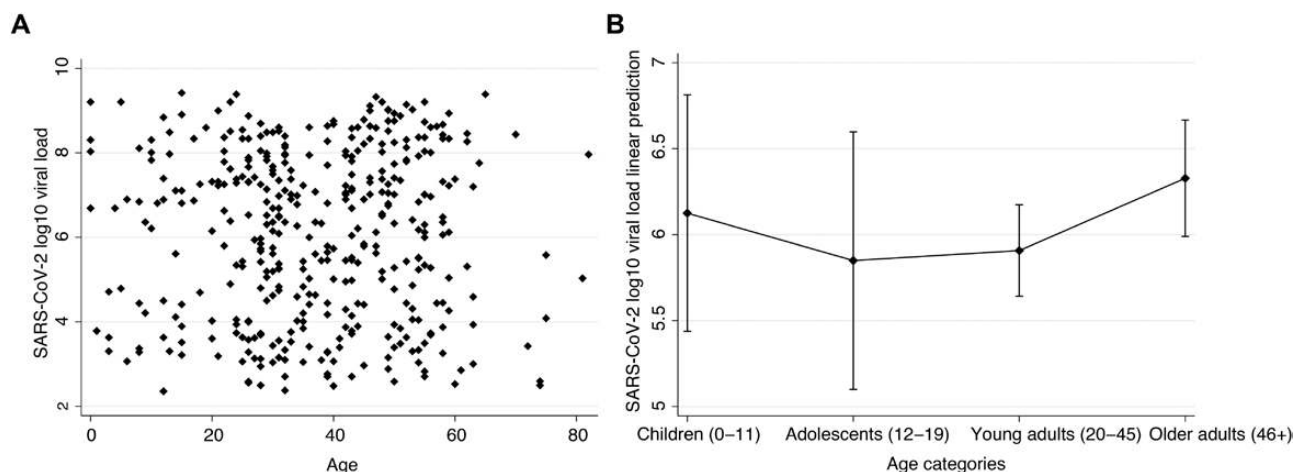 A
SARS-CoV-2 log10 viral load
10
8
6
4
2
0 20 40 60 80
Age
B
SARS-CoV-2 log10 viral load linear prediction
7
6.5
6
5.5
5
Children (0–11) Adolescents (12–19) Young adults (20–45) Older adults (46+)
Age categories